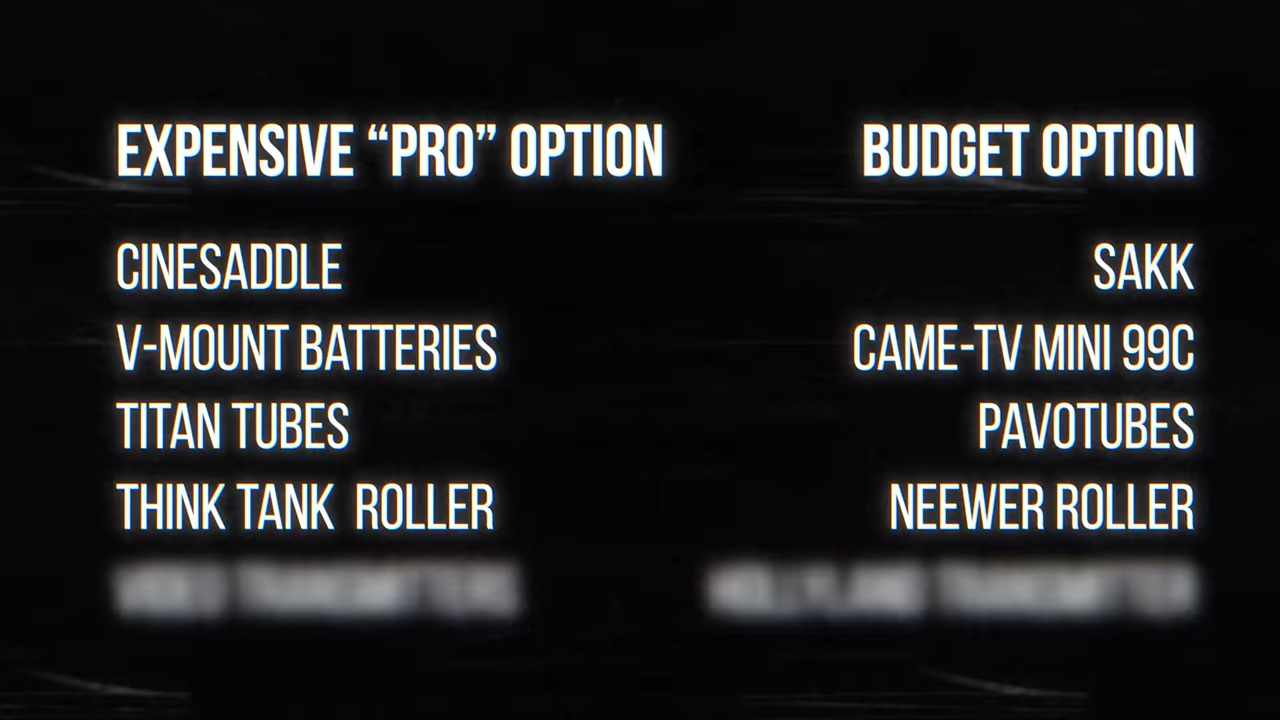 EXPENSIVE “PRO” OPTION BUDGET OPTION
CINESADDLE SAKK
V-MOUNT BATTERIES CAME-TV MINI 99C
TITAN TUBES PAVOTUBES
THINK TANK ROLLER NEEWER ROLLER